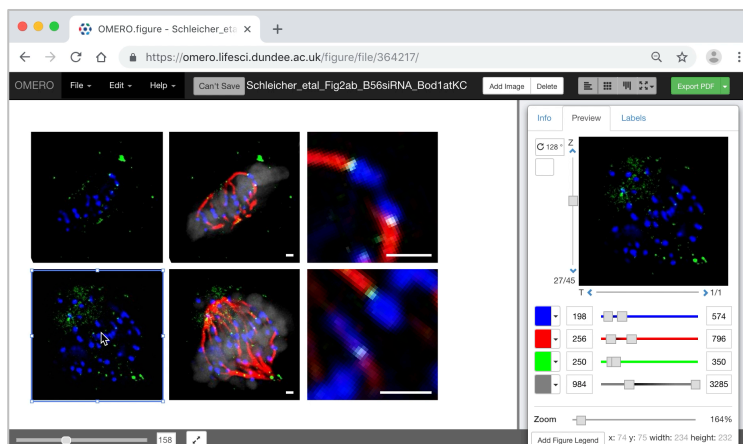 OMERO.figure - Schleicher_eta
https://omero.lifesci.dundee.ac.uk/figure/file/364217/
OMERO File Edit Help Can't Save Schleicher_etal_Fig2ab_B56siRNA_Bod1atKC Add Image Delete Export PDF
Info Preview Labels
128 ° Z
27/45
T 1/1
198 574
256 796
250 350
984 3285
Zoom 164%
158
Add Figure Legend x: 74 y: 75 width: 234 height: 232